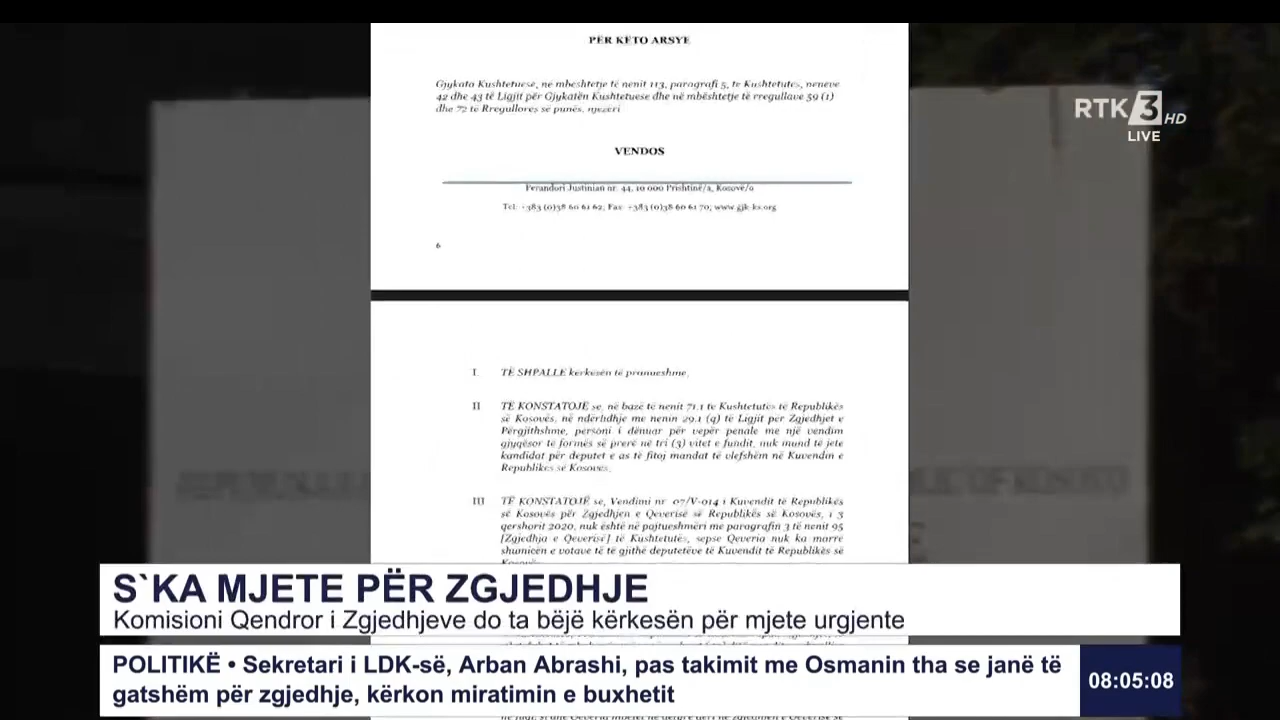 PËR KËTO ARSYE
Gjykata Kushtetuese, në mbështetje të nenit 113, paragrafi 5, të Kushtetutës, neneve
42 dhe 43 të Ligjit për Gjykatën Kushtetuese dhe në mbështetje të rregullave 59 (1)
dhe 72 të Rregullores së punës, njëzëri
VENDOS
Perandori Justinian nr. 44, 10 000 Prishtinë/a, Kosovë/o
Tel: +383 (0)38 60 61 62; Fax: +383 (0)38 60 61 70; www.gjk-ks.org
6
RTK 3 HD
LIVE
I. TË SHPALLË kërkesën të pranueshme,
II TË KONSTATOJË se, në bazë të nenit 71.1 të Kushtetutës të Republikës
së Kosovës, në ndërlidhje me nenin 29.1 (q) të Ligjit për Zgjedhjet e
Përgjithshme, personi i dënuar për vepër penale me një vendim
gjyqësor të formës së prerë në tri (3) vitet e fundit, nuk mund të jetë
kandidat për deputet e as të fitoj mandat të vlefshëm në Kuvendin e
Republikës së Kosovës,
III TË KONSTATOJË se, Vendimi nr. 07/V-014 i Kuvendit të Republikës
së Kosovës për Zgjedhjen e Qeverisë së Republikës së Kosovës, i 3
qershorit 2020, nuk është në pajtueshmëri me paragrafin 3 të nenit 95
[Zgjedhja e Qeverisë] të Kushtetutës, sepse Qeveria nuk ka marrë
shumicën e votave të të gjithë deputetëve të Kuvendit të Republikës së
Kosovës
S`KA MJETE PËR ZGJEDHJE
Komisioni Qendror i Zgjedhjeve do ta bëjë kërkesën për mjete urgjente
POLITIKË • Sekretari i LDK-së, Arban Abrashi, pas takimit me Osmanin tha se janë të
gatshëm për zgjedhje, kërkon miratimin e buxhetit
08:05:08